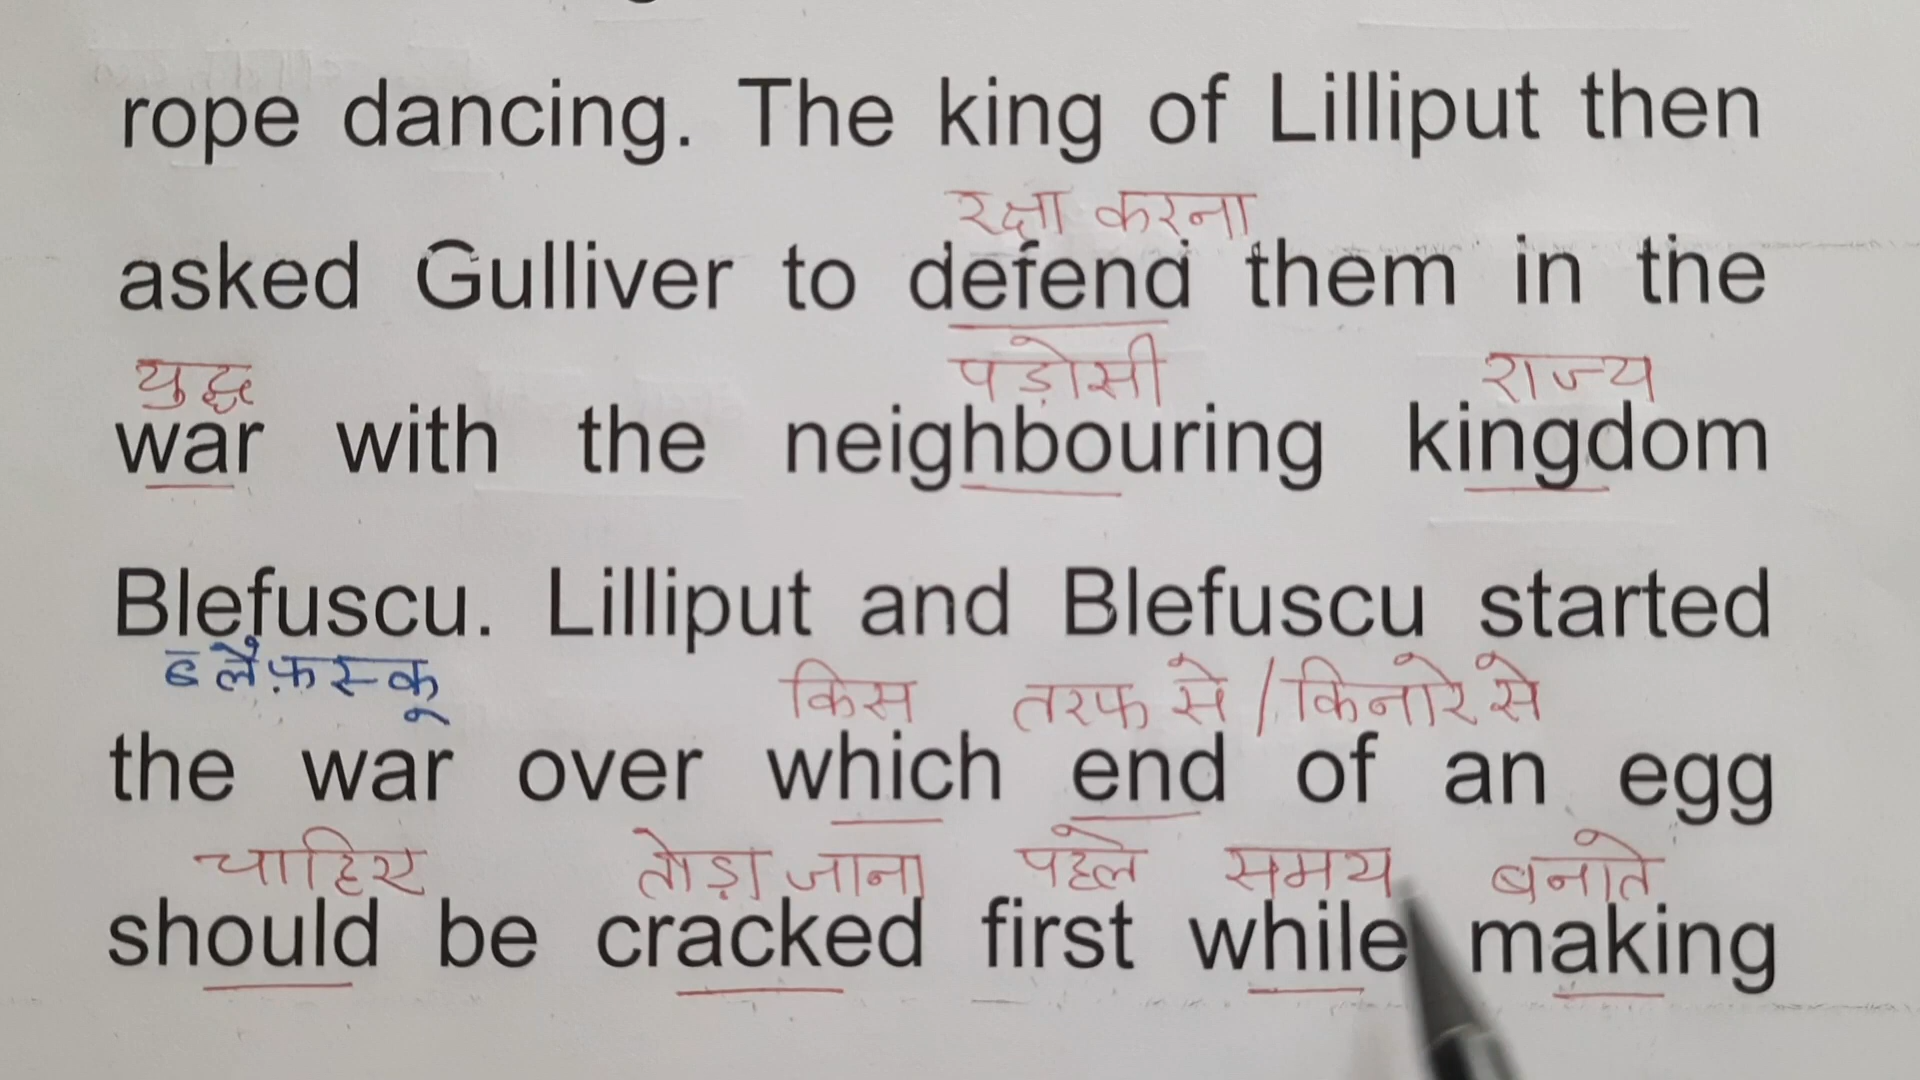 rope dancing. The king of Lilliput then
रक्षा करना
asked Gulliver to defend them in the
युद्ध पड़ोसी राज्य
war with the neighbouring kingdom
Blefuscu. Lilliput and Blefuscu started
ब्लैफ़स्कू किस तरफ से / किनारे से
the war over which end of an egg
चाहिए तोड़ा जाना पहले समय बनाते
should be cracked first while making